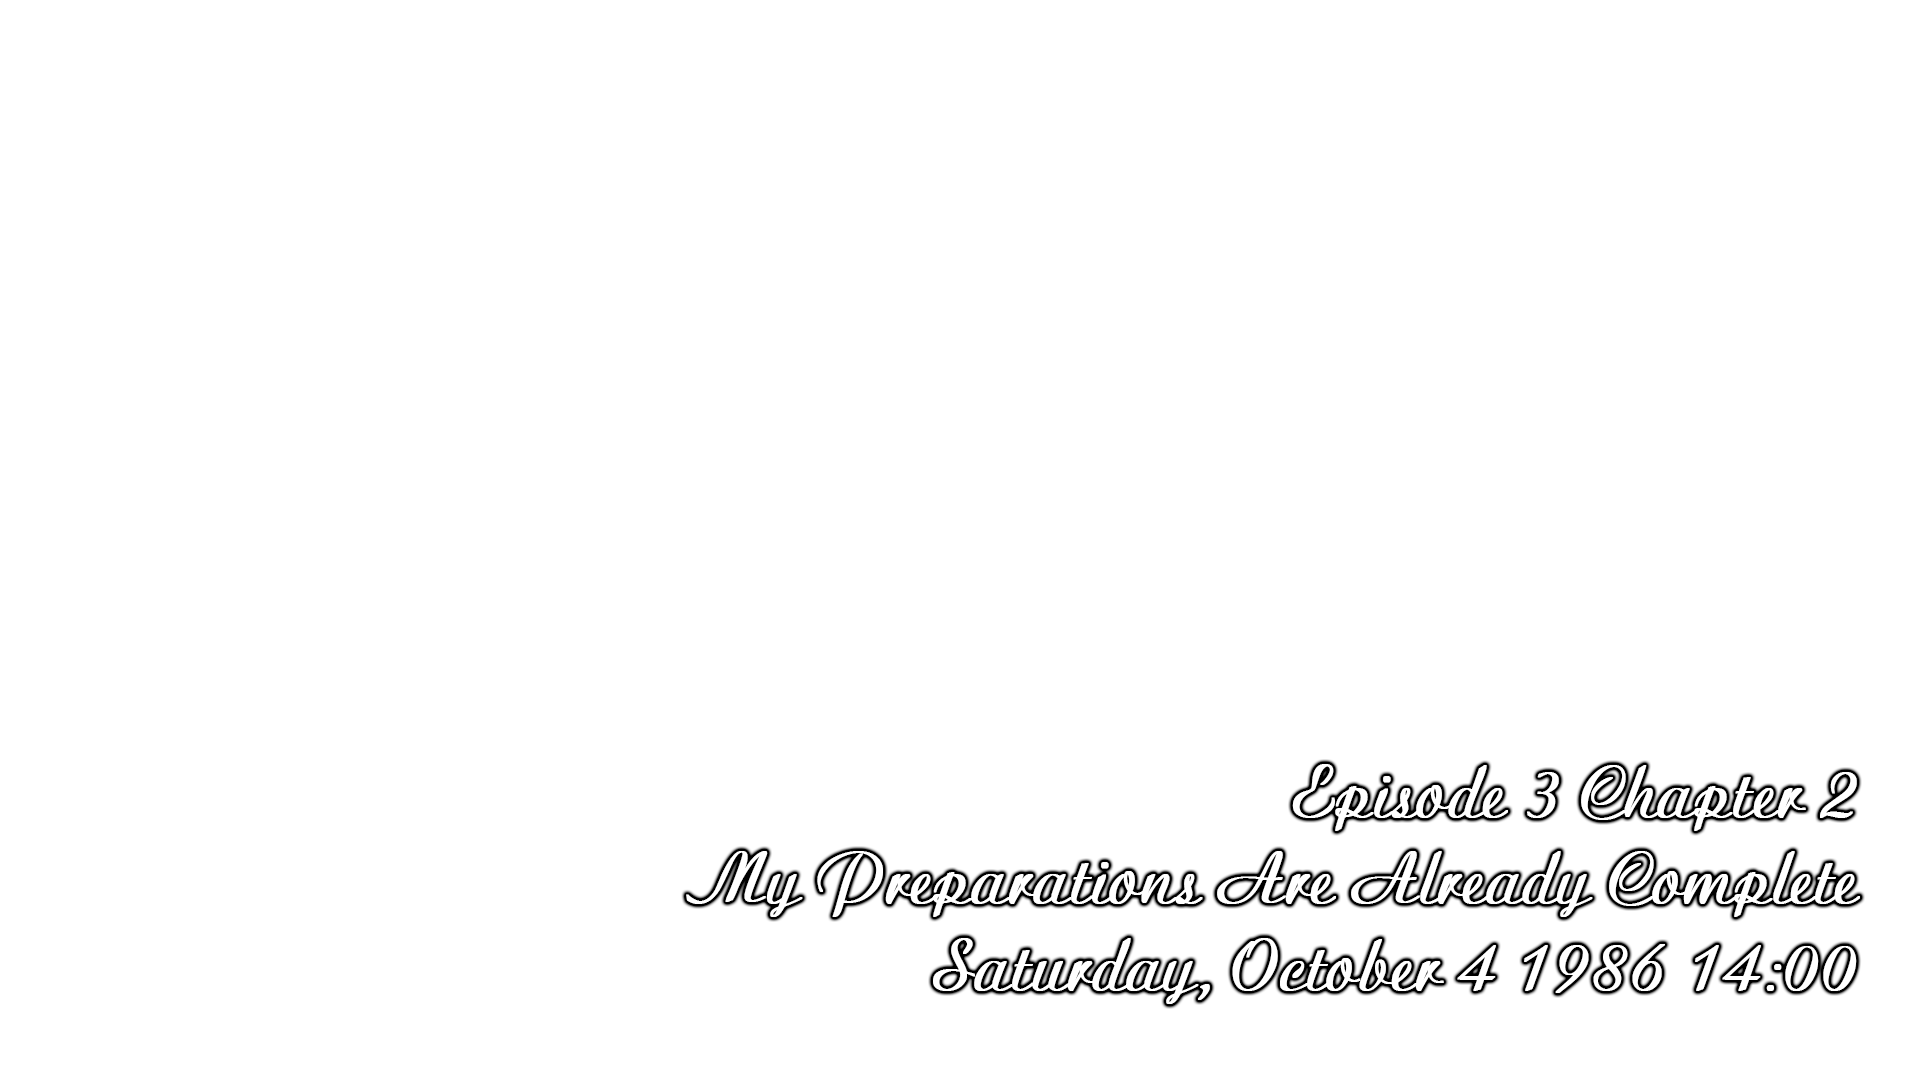 Episode 3 Chapter 2
My Preparations Are Already Complete
Saturday, October 4 1986 14:00